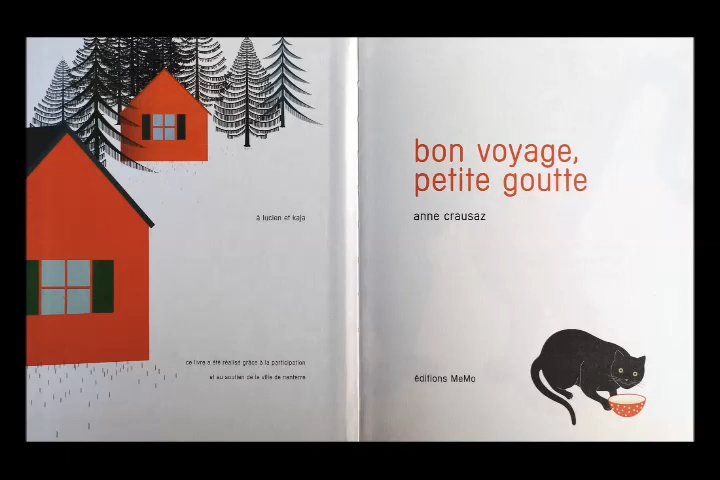 à lucien et kaja
ce livre a été réalisé grâce à la participation
et au soutien de la ville de nanterre
bon voyage,
petite goutte
anne crausaz
éditions MeMo